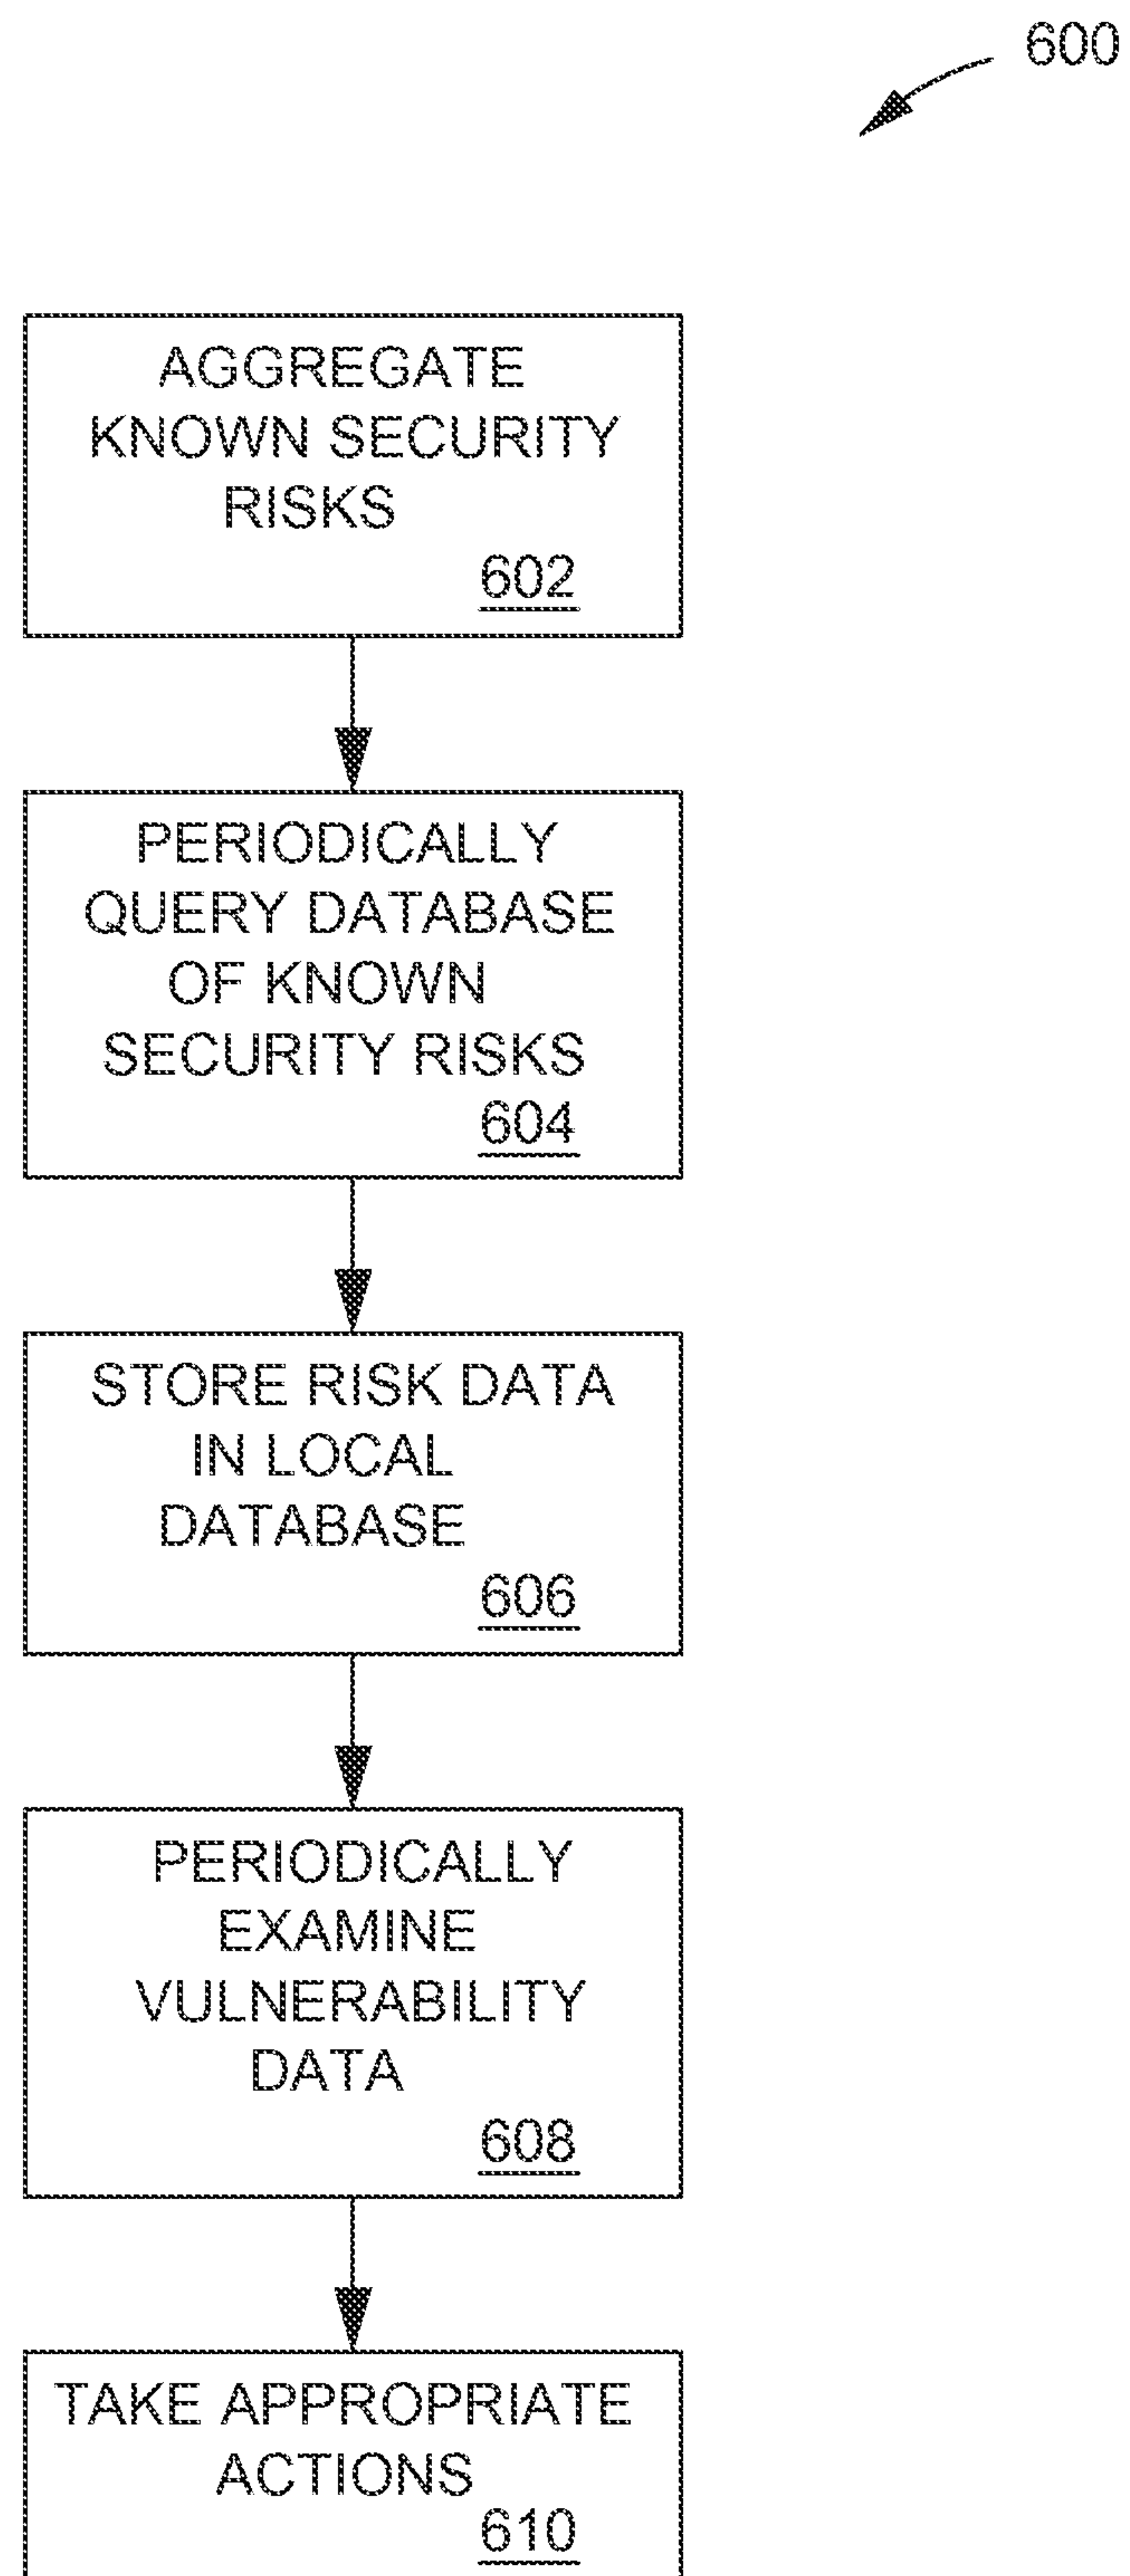 600
AGGREGATE
KNOWN SECURITY
RISKS
602
PERIODICALLY
QUERY DATABASE
OF KNOWN
SECURITY RISKS
604
STORE RISK DATA
IN LOCAL
DATABASE
606
PERIODICALLY
EXAMINE
VULNERABILITY
DATA
608
TAKE APPROPRIATE
ACTIONS
610